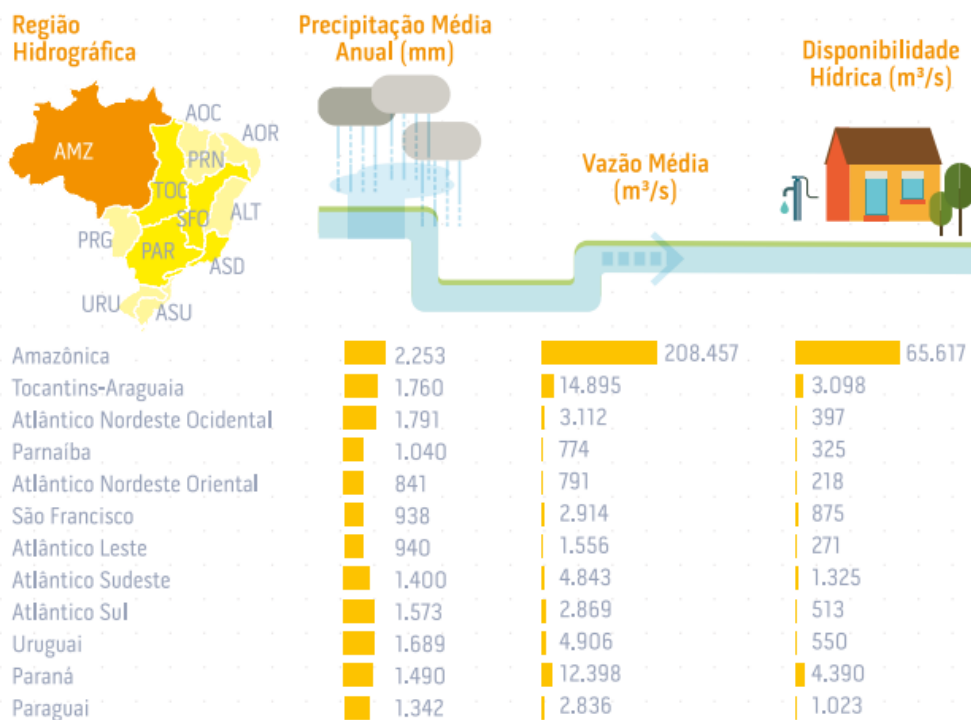 Região
Hidrográfica
Precipitação Média
Anual (mm)
Disponibilidade
Hídrica (m³/s)
Vazão Média
(m³/s)
AMZ
AOC
AOR
PRN
TOC
SFO
ALT
PRG
PAR
ASD
URU
ASU
Amazônica 2.253 208.457 65.617
Tocantins-Araguaia 1.760 14.895 3.098
Atlântico Nordeste Ocidental 1.791 3.112 397
Parnaíba 1.040 774 325
Atlântico Nordeste Oriental 841 791 218
São Francisco 938 2.914 875
Atlântico Leste 940 1.556 271
Atlântico Sudeste 1.400 4.843 1.325
Atlântico Sul 1.573 2.869 513
Uruguai 1.689 4.906 550
Paraná 1.490 12.398 4.390
Paraguai 1.342 2.836 1.023